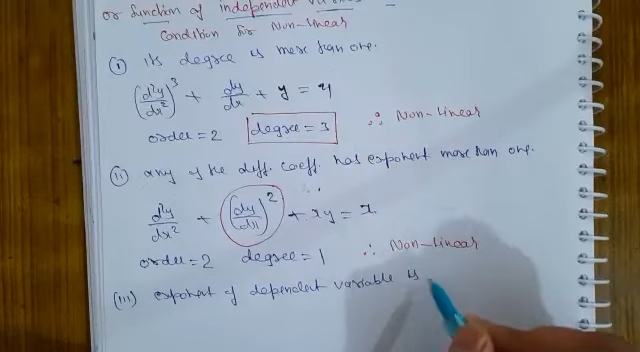 or function of independent
Condition for Non-linear
(i) its degree is more than one.
(d²y/dx²)³ + dy/dx + y = 4
order = 2 degree = 3 ∴ Non-Linear
(ii) any of the diff. coeff. has exponent more than one.
d²y/dx² + (dy/dx)² + xy = x
order = 2 degree = 1 ∴ Non-Linear
(iii) exponent of dependent variable is